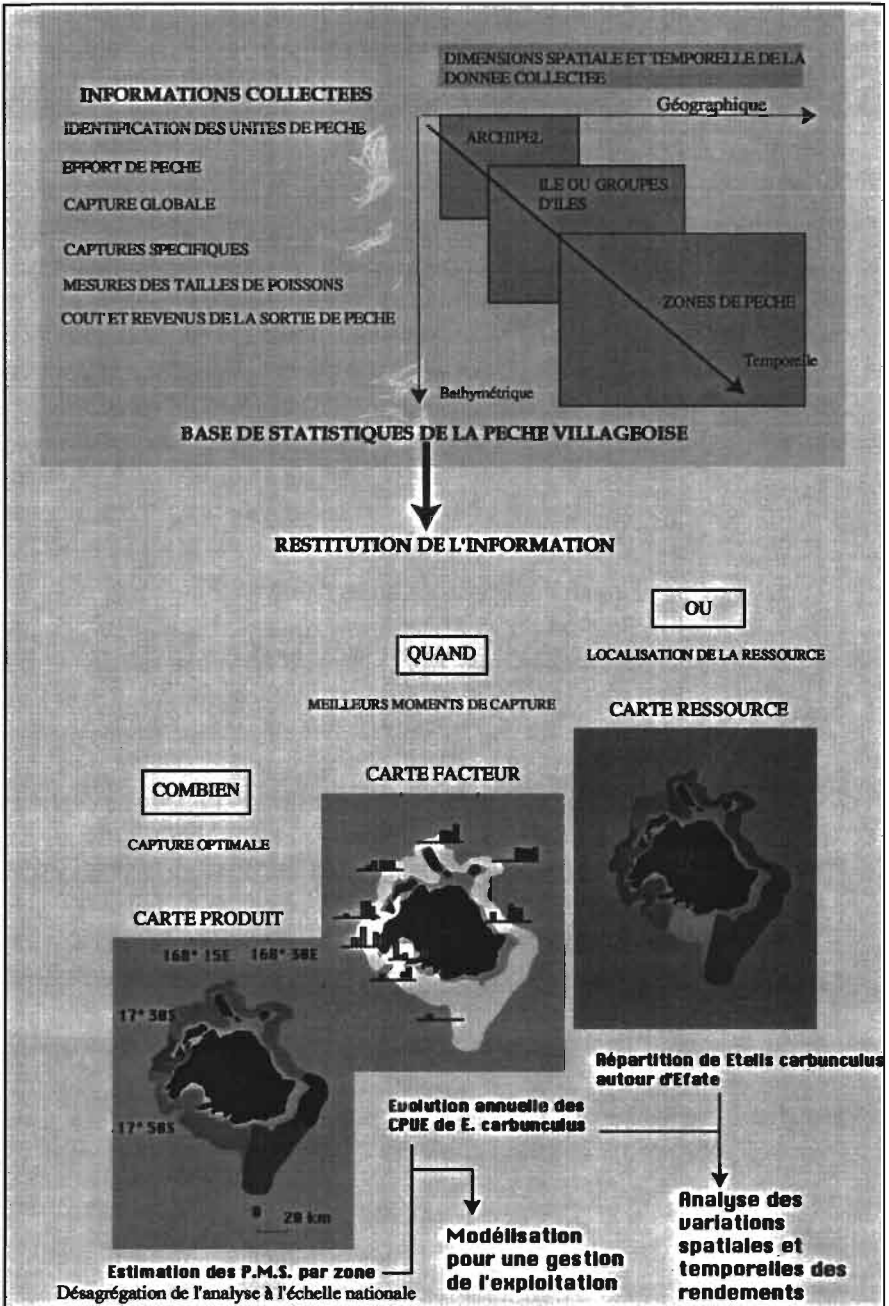 DIMENSIONS SPATIALE ET TEMPORELLE DE LA
DONNEE COLLECTEE
INFORMATIONS COLLECTEES
IDENTIFICATION DES UNITES DE PECHE
EFFORT DE PECHE
CAPTURE GLOBALE
CAPTURES SPECIFIQUES
MESURES DES TAILLES DE POISSONS
COUT ET REVENUS DE LA SORTIE DE PECHE
Géographique
ARCHIPEL
ILE OU GROUPES
D'ILES
ZONES DE PECHE
Temporelle
Bathymétrique
BASE DE STATISTIQUES DE LA PECHE VILLAGEOISE
RESTITUTION DE L'INFORMATION
OU
LOCALISATION DE LA RESSOURCE
CARTE RESSOURCE
QUAND
MEILLEURS MOMENTS DE CAPTURE
CARTE FACTEUR
COMBIEN
CAPTURE OPTIMALE
CARTE PRODUIT
168° 15E 168° 30E
17° 30S
17° 50S
0 20 km
Répartition de Etelis carbunculus
autour d'Efate
Evolution annuelle des
CPUE de E. carbunculus
Analyse des
variations
spatiales et
temporelles des
rendements
Modélisation
pour une gestion
de l'exploitation
Estimation des P.M.S. par zone
Désagrégation de l'analyse à l'échelle nationale